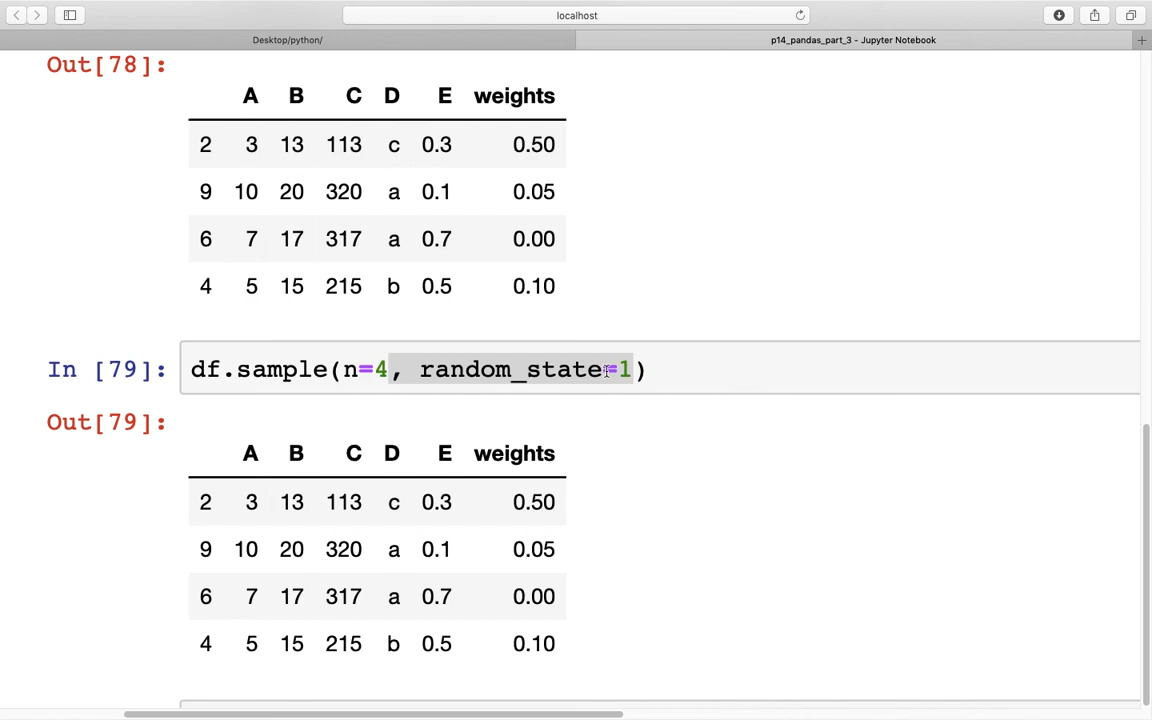 localhost
Desktop/python/
p14_pandas_part_3 - Jupyter Notebook
Out[78]:
A B C D E weights
2 3 13 113 c 0.3 0.50
9 10 20 320 a 0.1 0.05
6 7 17 317 a 0.7 0.00
4 5 15 215 b 0.5 0.10
In [79]: df.sample(n=4, random_state=1)
Out[79]:
A B C D E weights
2 3 13 113 c 0.3 0.50
9 10 20 320 a 0.1 0.05
6 7 17 317 a 0.7 0.00
4 5 15 215 b 0.5 0.10